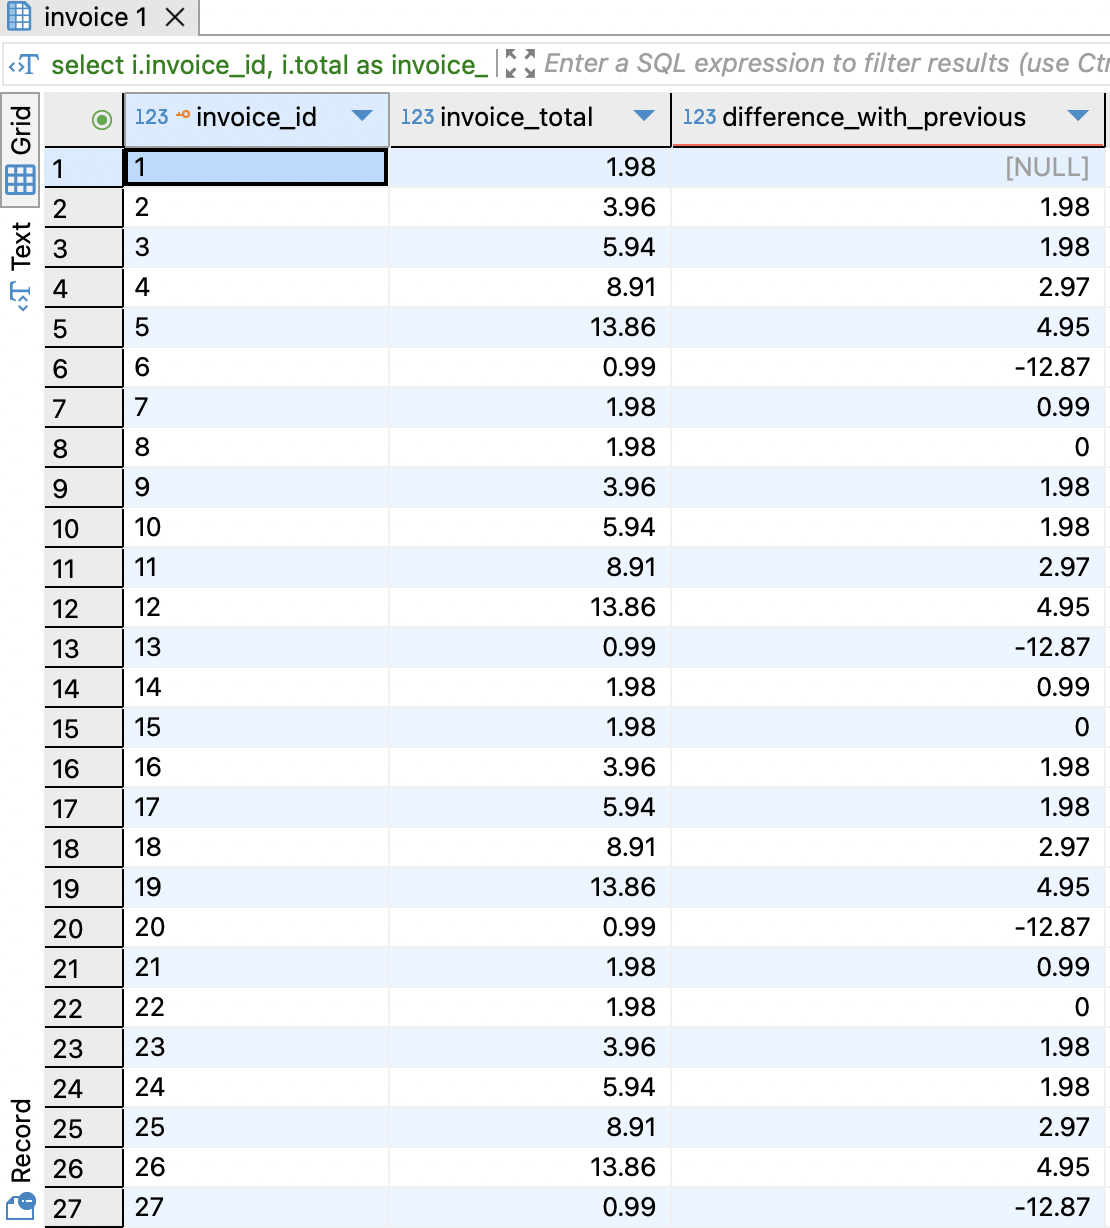 invoice 1
select i.invoice_id, i.total as invoice_ Enter a SQL expression to filter results (use Ctr
Grid
Text
Record
123 invoice_id 123 invoice_total 123 difference_with_previous
1 1 1.98 [NULL]
2 2 3.96 1.98
3 3 5.94 1.98
4 4 8.91 2.97
5 5 13.86 4.95
6 6 0.99 -12.87
7 7 1.98 0.99
8 8 1.98 0
9 9 3.96 1.98
10 10 5.94 1.98
11 11 8.91 2.97
12 12 13.86 4.95
13 13 0.99 -12.87
14 14 1.98 0.99
15 15 1.98 0
16 16 3.96 1.98
17 17 5.94 1.98
18 18 8.91 2.97
19 19 13.86 4.95
20 20 0.99 -12.87
21 21 1.98 0.99
22 22 1.98 0
23 23 3.96 1.98
24 24 5.94 1.98
25 25 8.91 2.97
26 26 13.86 4.95
27 27 0.99 -12.87